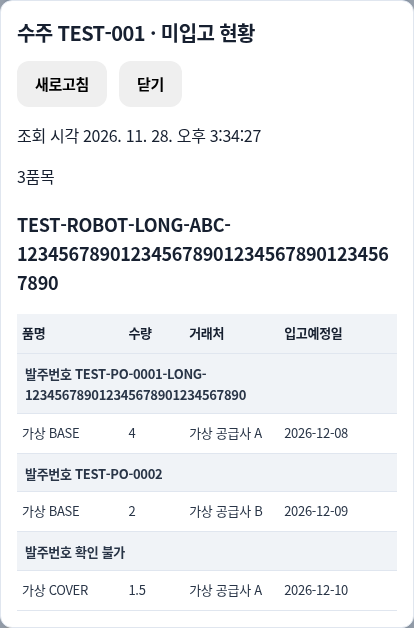 수주 TEST-001 · 미입고 현황
새로고침 닫기
조회 시각 2026. 11. 28. 오후 3:34:27
3품목
TEST-ROBOT-LONG-ABC-
123456789012345678901234567890123456
7890
품명 수량 거래처 입고예정일
발주번호 TEST-PO-0001-LONG-
123456789012345678901234567890
가상 BASE 4 가상 공급사 A 2026-12-08
발주번호 TEST-PO-0002
가상 BASE 2 가상 공급사 B 2026-12-09
발주번호 확인 불가
가상 COVER 1.5 가상 공급사 A 2026-12-10